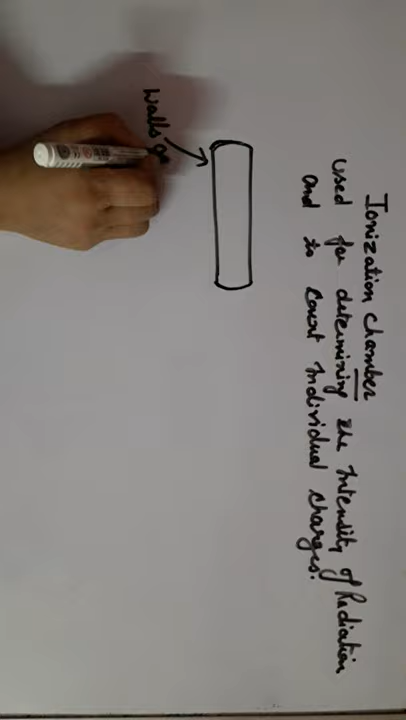 Ionization chamber
used for determining the Intensity of Radiation
and to count Individual charges.
Walls